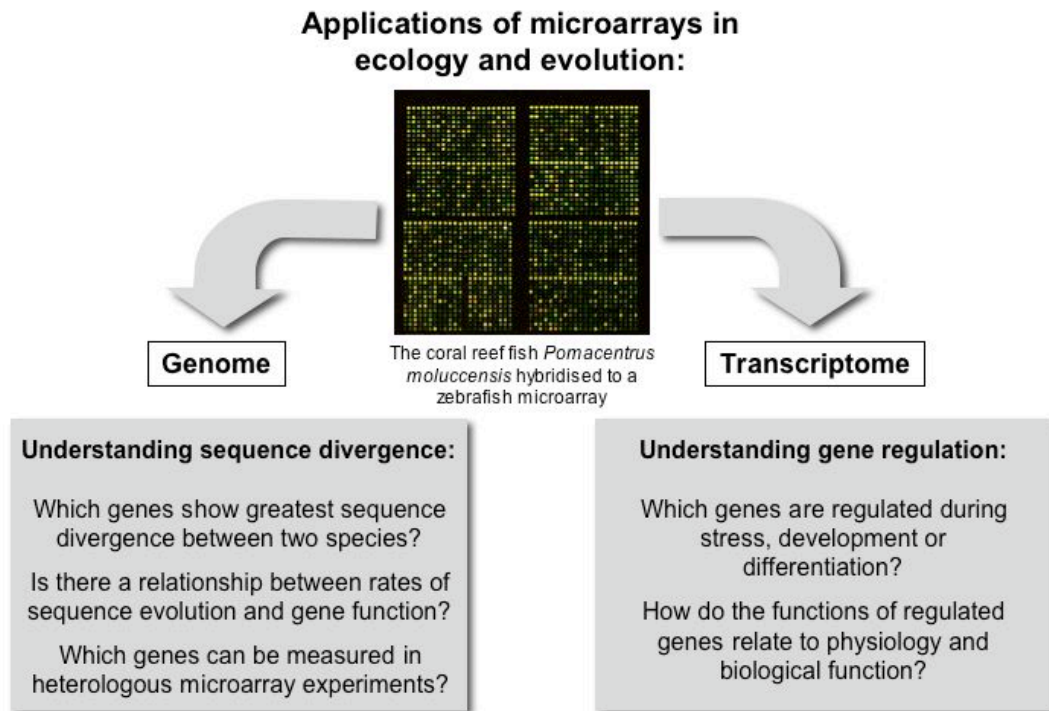 Applications of microarrays in
ecology and evolution:
The coral reef fish Pomacentrus
moluccensis hybridised to a
zebrafish microarray
Genome
Understanding sequence divergence:
Which genes show greatest sequence
divergence between two species?
Is there a relationship between rates of
sequence evolution and gene function?
Which genes can be measured in
heterologous microarray experiments?
Transcriptome
Understanding gene regulation:
Which genes are regulated during
stress, development or
differentiation?
How do the functions of regulated
genes relate to physiology and
biological function?